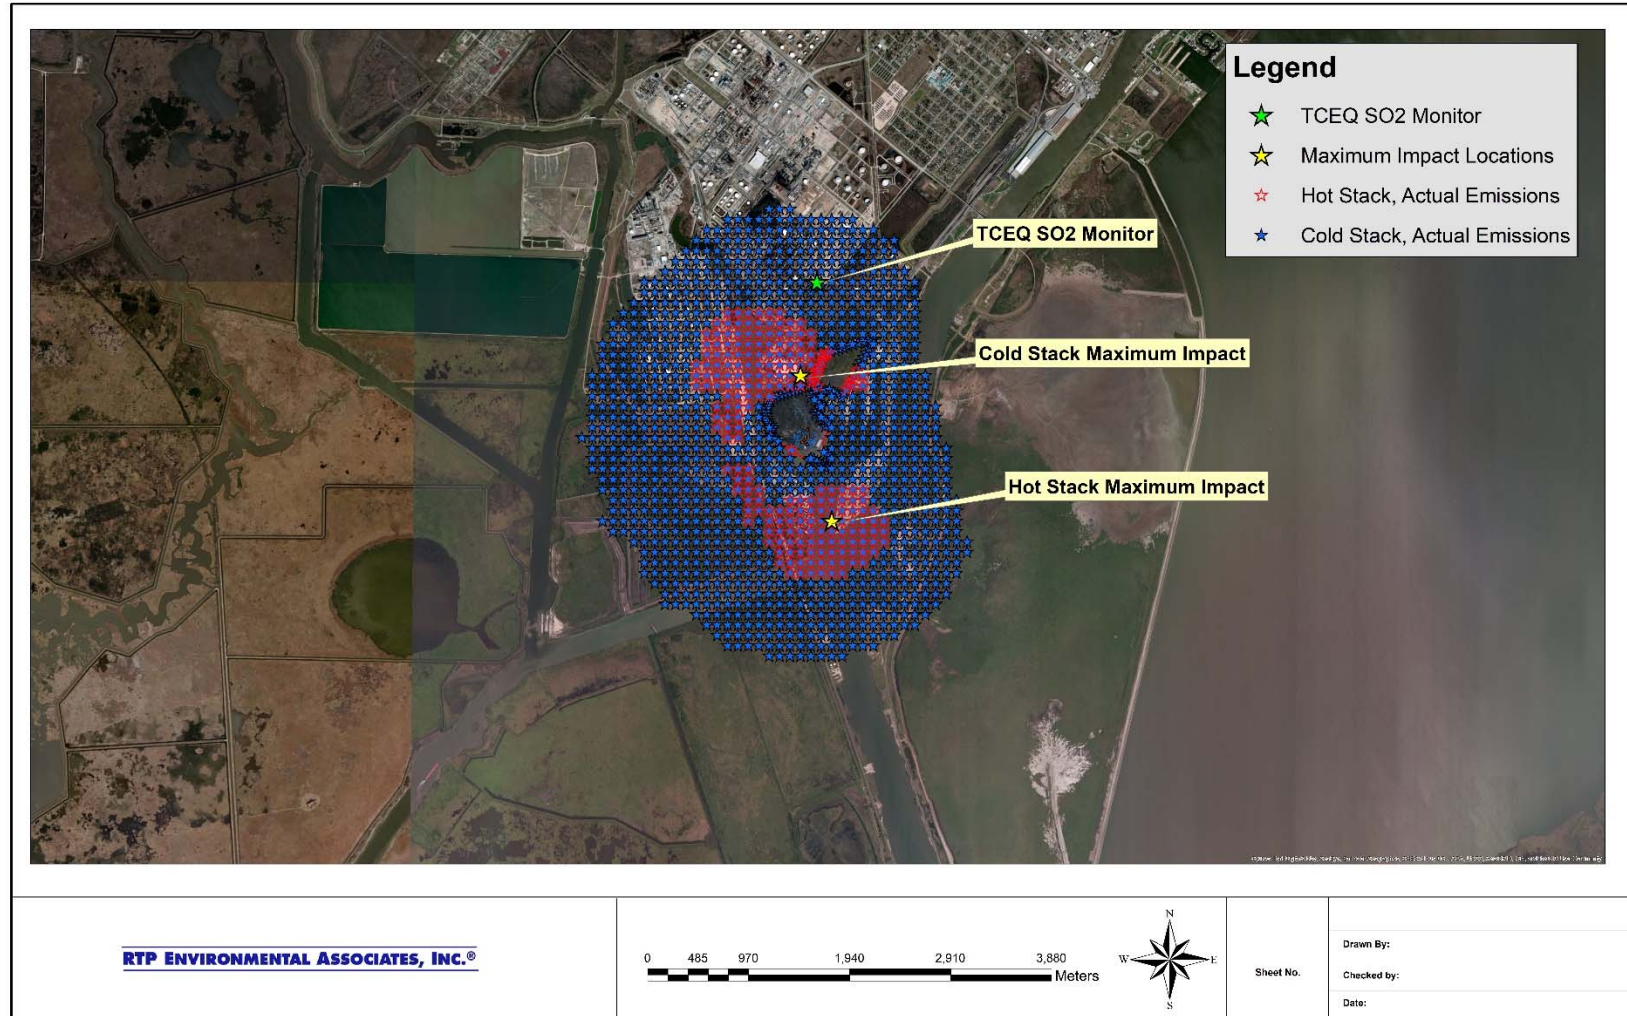 Legend
TCEQ SO2 Monitor
Maximum Impact Locations
Hot Stack, Actual Emissions
Cold Stack, Actual Emissions
TCEQ SO2 Monitor
Cold Stack Maximum Impact
Hot Stack Maximum Impact
RTP ENVIRONMENTAL ASSOCIATES, INC.®
0 485 970 1,940 2,910 3,880
Meters
N
W E
S
Sheet No.
Drawn By:
Checked by:
Date: